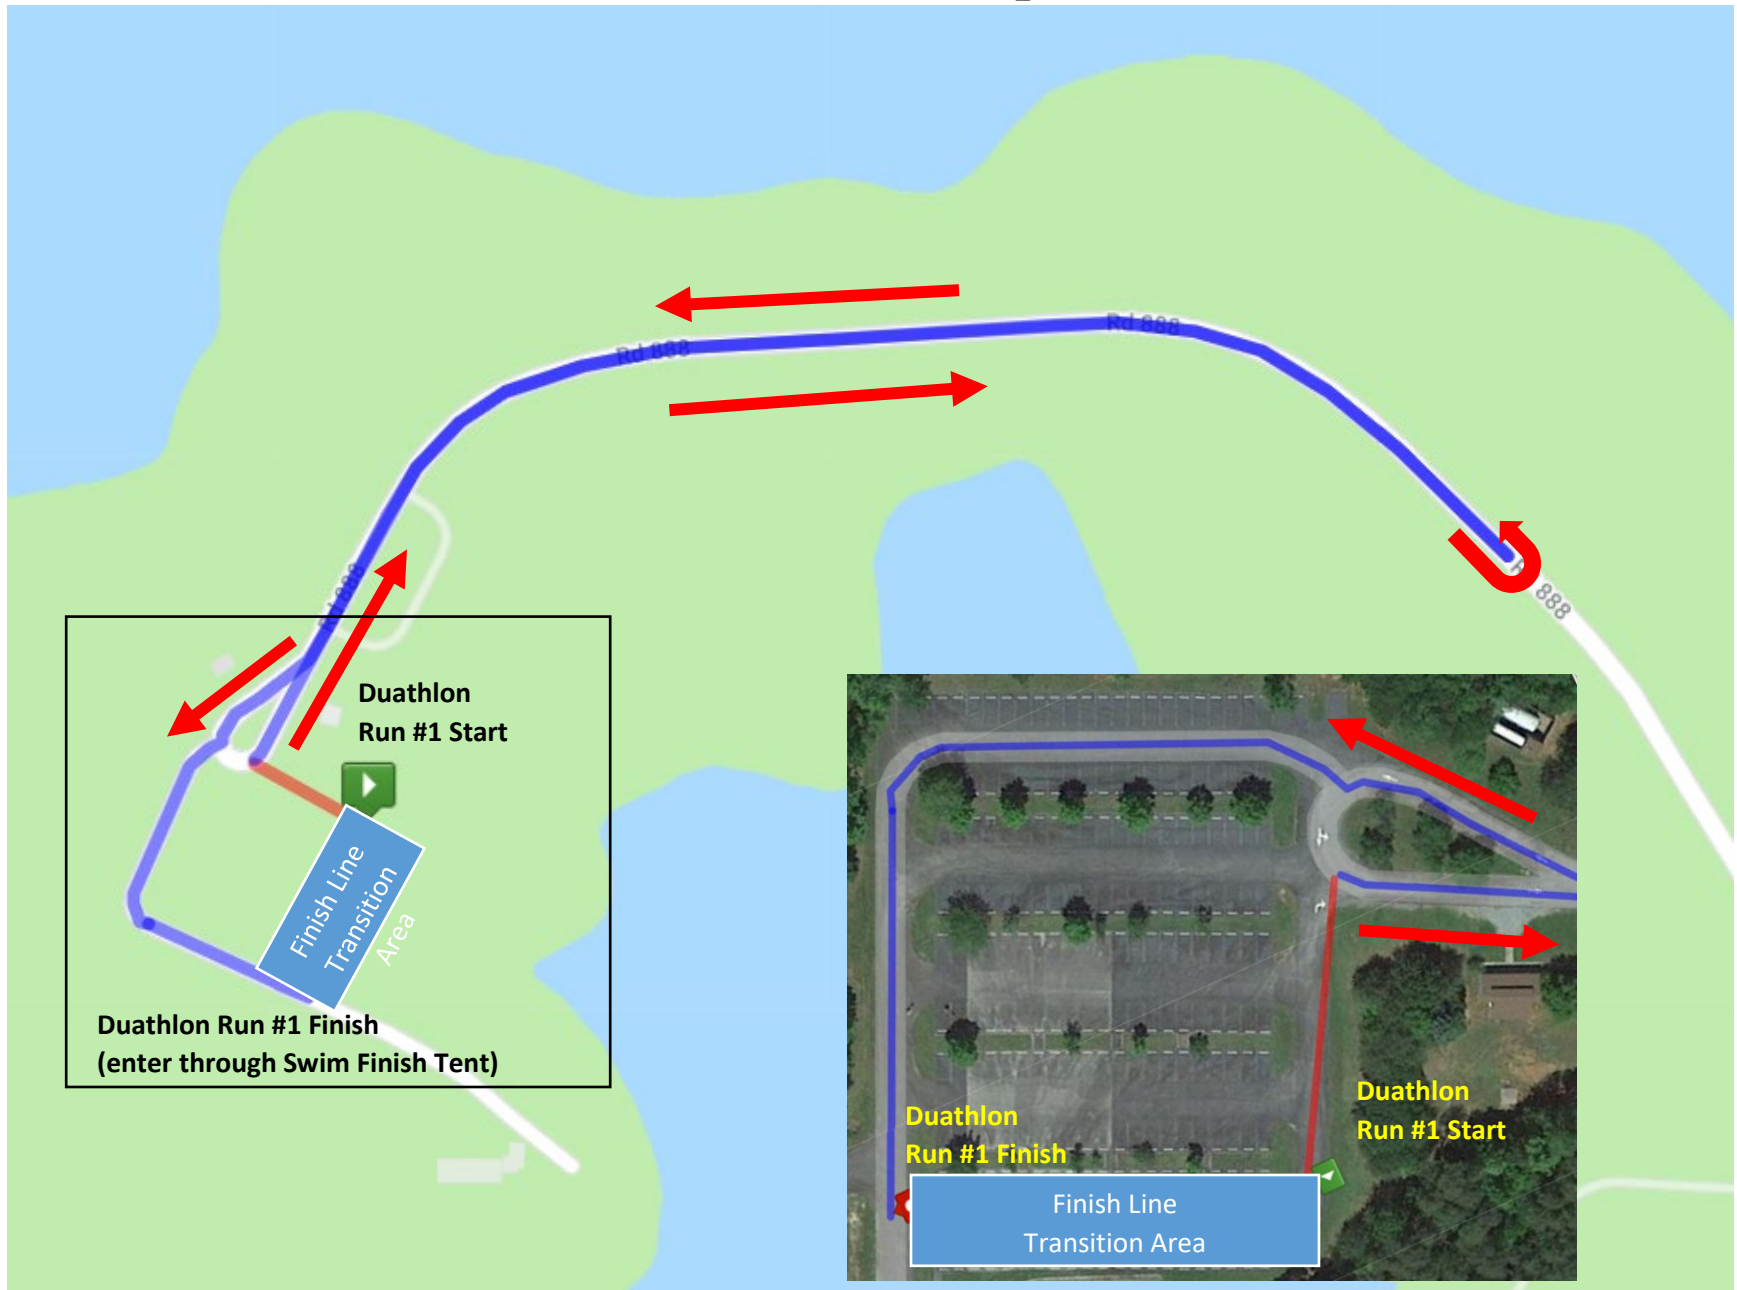 Rd 888
Rd 888
Rd 888
Rd 888
Duathlon
Run #1 Start
Finish Line
Transition
Area
Duathlon Run #1 Finish
(enter through Swim Finish Tent)
Duathlon
Run #1 Finish
Duathlon
Run #1 Start
Finish Line
Transition Area